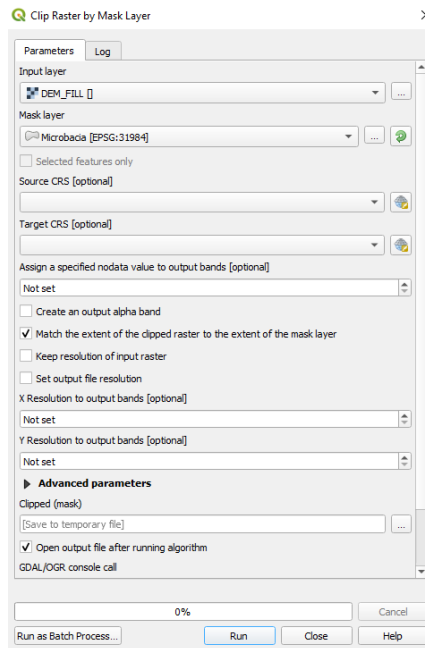 Clip Raster by Mask Layer
Parameters Log
Input layer
DEM_FILL []
...
Mask layer
Microbacia [EPSG:31984]
...
Selected features only
Source CRS [optional]
Target CRS [optional]
Assign a specified nodata value to output bands [optional]
Not set
Create an output alpha band
Match the extent of the clipped raster to the extent of the mask layer
Keep resolution of input raster
Set output file resolution
X Resolution to output bands [optional]
Not set
Y Resolution to output bands [optional]
Not set
Advanced parameters
Clipped (mask)
[Save to temporary file]
...
Open output file after running algorithm
GDAL/OGR console call
0% Cancel
Run as Batch Process... Run Close Help